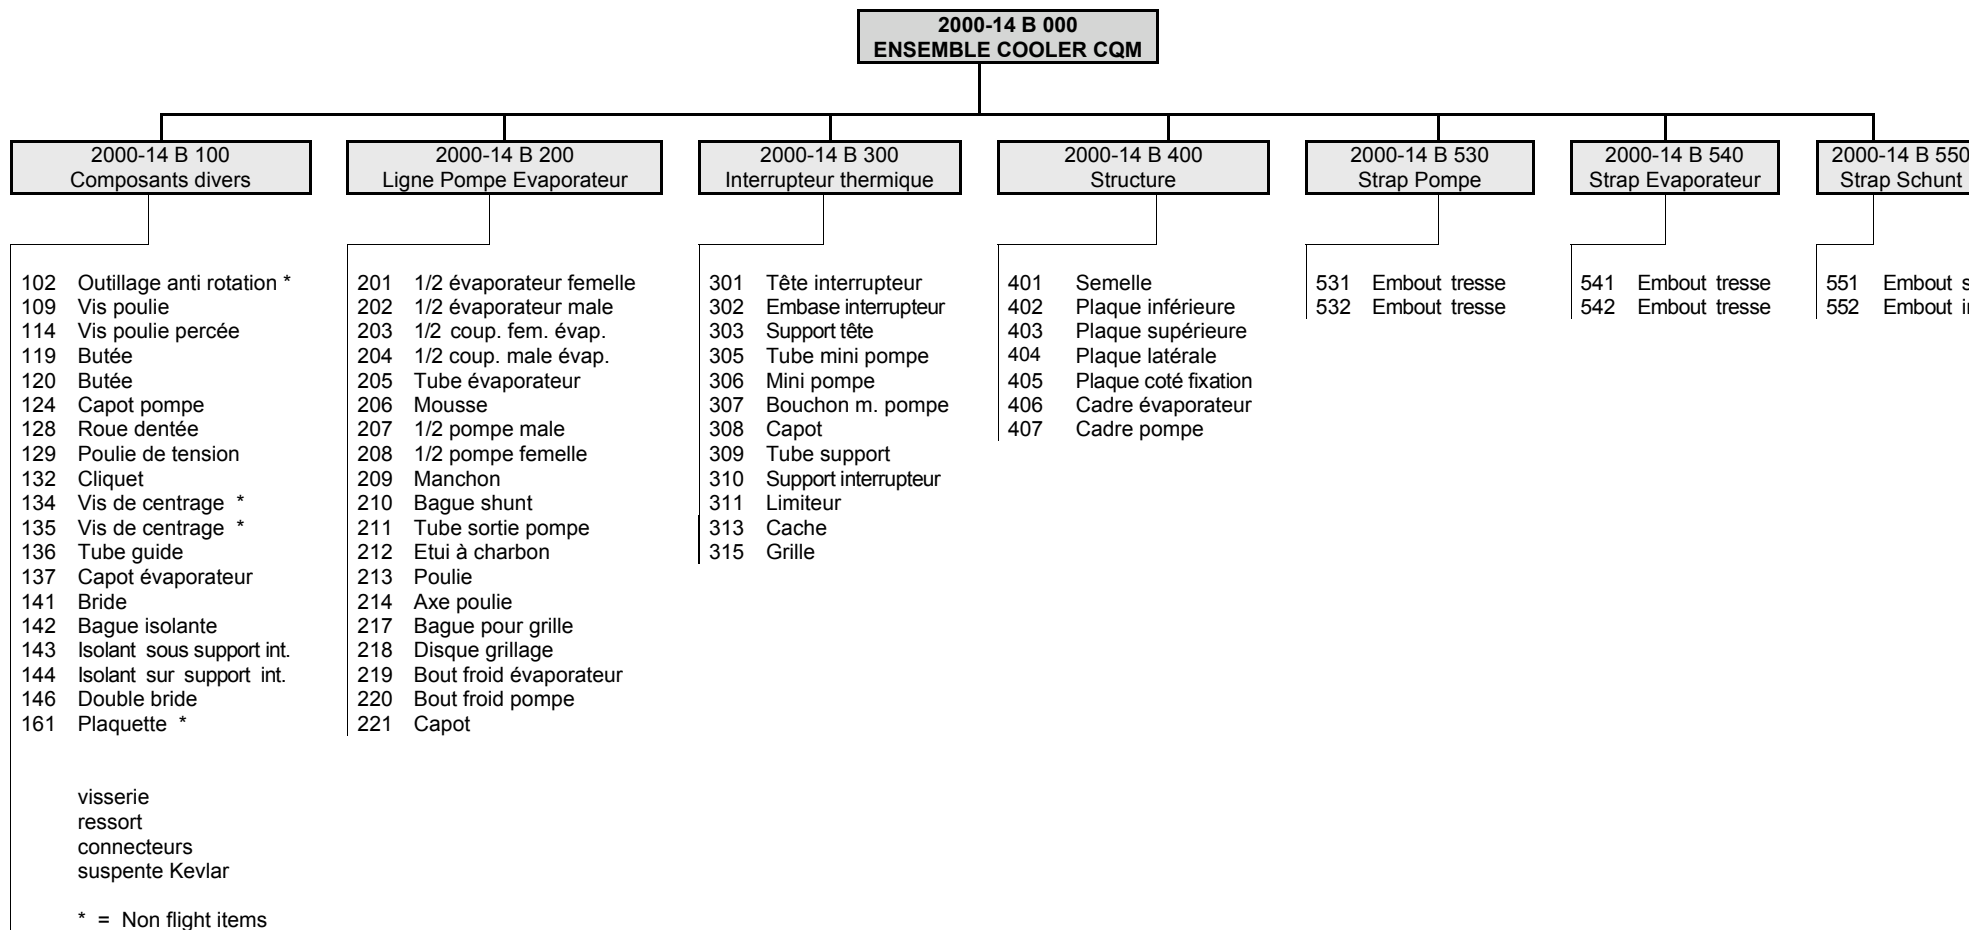 2000-14 B 000
ENSEMBLE COOLER CQM
2000-14 B 100
Composants divers
102 Outillage anti rotation *
109 Vis poulie
114 Vis poulie percée
119 Butée
120 Butée
124 Capot pompe
128 Roue dentée
129 Poulie de tension
132 Cliquet
134 Vis de centrage *
135 Vis de centrage *
136 Tube guide
137 Capot évaporateur
141 Bride
142 Bague isolante
143 Isolant sous support int.
144 Isolant sur support int.
146 Double bride
161 Plaquette *
visserie
ressort
connecteurs
suspente Kevlar
* = Non flight items
2000-14 B 200
Ligne Pompe Evaporateur
201 1/2 évaporateur femelle
202 1/2 évaporateur male
203 1/2 coup. fem. évap.
204 1/2 coup. male évap.
205 Tube évaporateur
206 Mousse
207 1/2 pompe male
208 1/2 pompe femelle
209 Manchon
210 Bague shunt
211 Tube sortie pompe
212 Etui à charbon
213 Poulie
214 Axe poulie
217 Bague pour grille
218 Disque grillage
219 Bout froid évaporateur
220 Bout froid pompe
221 Capot
2000-14 B 300
Interrupteur thermique
301 Tête interrupteur
302 Embase interrupteur
303 Support tête
305 Tube mini pompe
306 Mini pompe
307 Bouchon m. pompe
308 Capot
309 Tube support
310 Support interrupteur
311 Limiteur
313 Cache
315 Grille
2000-14 B 400
Structure
401 Semelle
402 Plaque inférieure
403 Plaque supérieure
404 Plaque latérale
405 Plaque coté fixation
406 Cadre évaporateur
407 Cadre pompe
2000-14 B 530
Strap Pompe
531 Embout tresse
532 Embout tresse
2000-14 B 540
Strap Evaporateur
541 Embout tresse
542 Embout tresse
2000-14 B 550
Strap Schunt
551 Embout
552 Embout